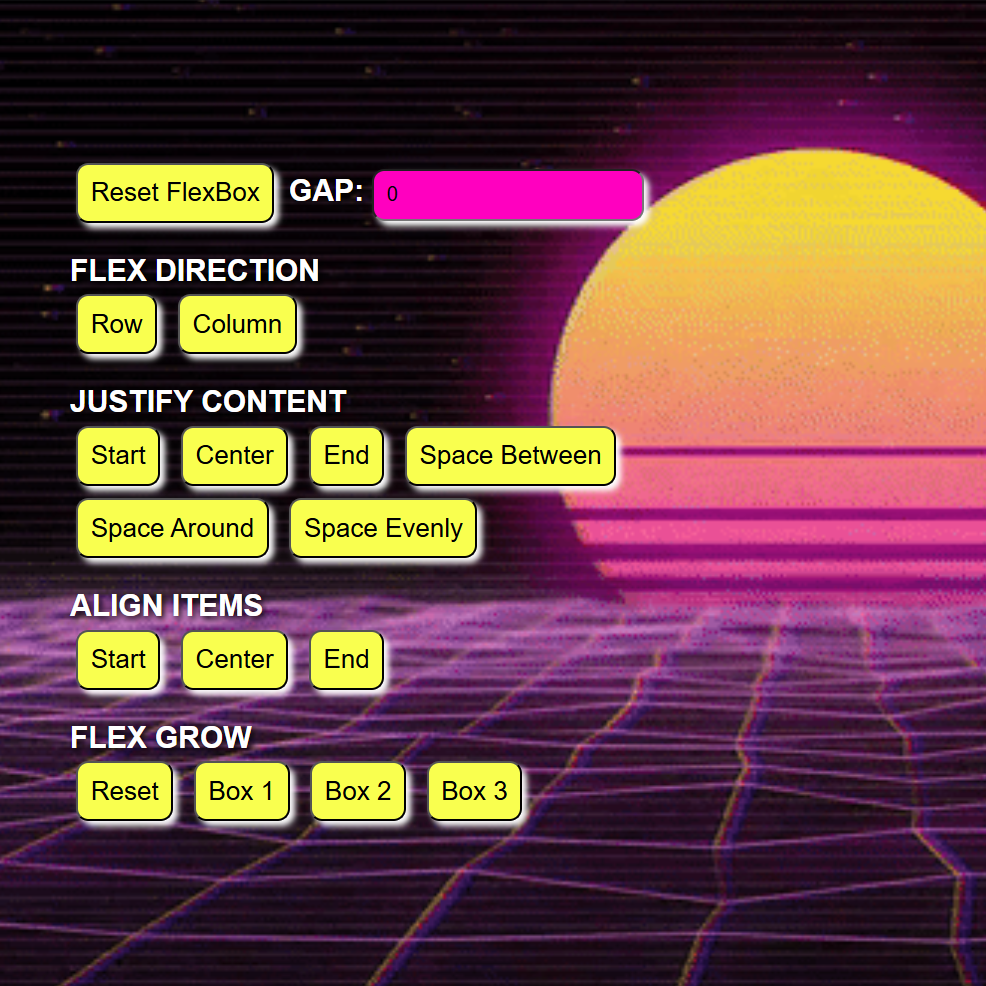 Reset FlexBox GAP: 0
FLEX DIRECTION
Row Column
JUSTIFY CONTENT
Start Center End Space Between
Space Around Space Evenly
ALIGN ITEMS
Start Center End
FLEX GROW
Reset Box 1 Box 2 Box 3